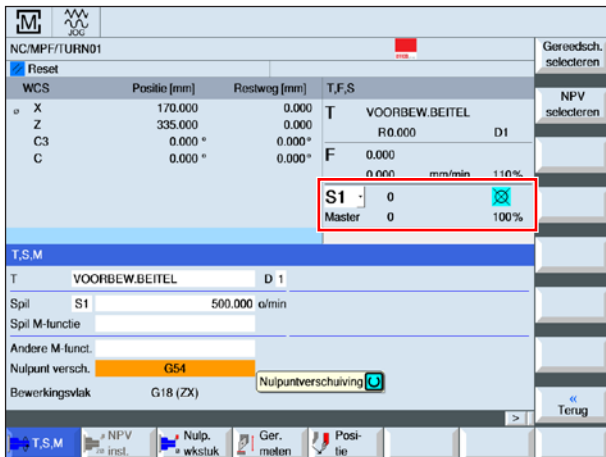 M JOG
NC/MPF/TURN01
Reset
WCS Positie [mm] Restweg [mm] T,F,S
X 170.000 0.000
Z 335.000 0.000
C3 0.000 ° 0.000°
C 0.000 ° 0.000°
T VOORBEW.BEITEL
R0.000 D1
F 0.000
0.000 mm/min 110%
S1 0
Master 0 100%
T,S,M
T VOORBEW.BEITEL D 1
Spil S1 500.000 o/min
Spil M-functie
Andere M-funct.
Nulpunt versch. G54
Nulpuntverschuiving
Bewerkingsvlak G18 (ZX)
>
Gereedsch.
selecteren
NPV
selecteren
«
Terug
T,S,M
NPV
inst.
Nulp.
wkstuk
Ger.
meten
Posi-
tie